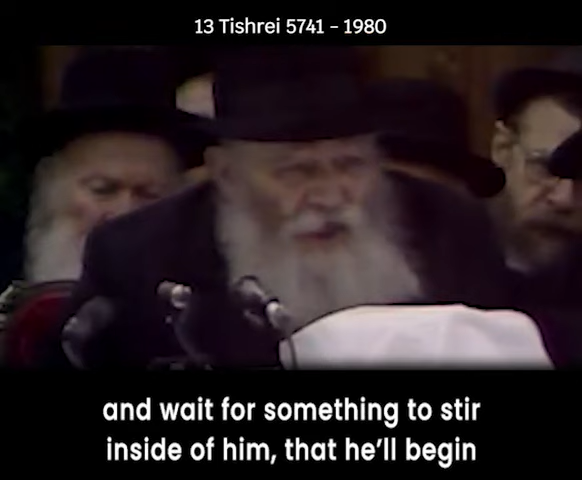 13 Tishrei 5741 - 1980
and wait for something to stir
inside of him, that he'll begin